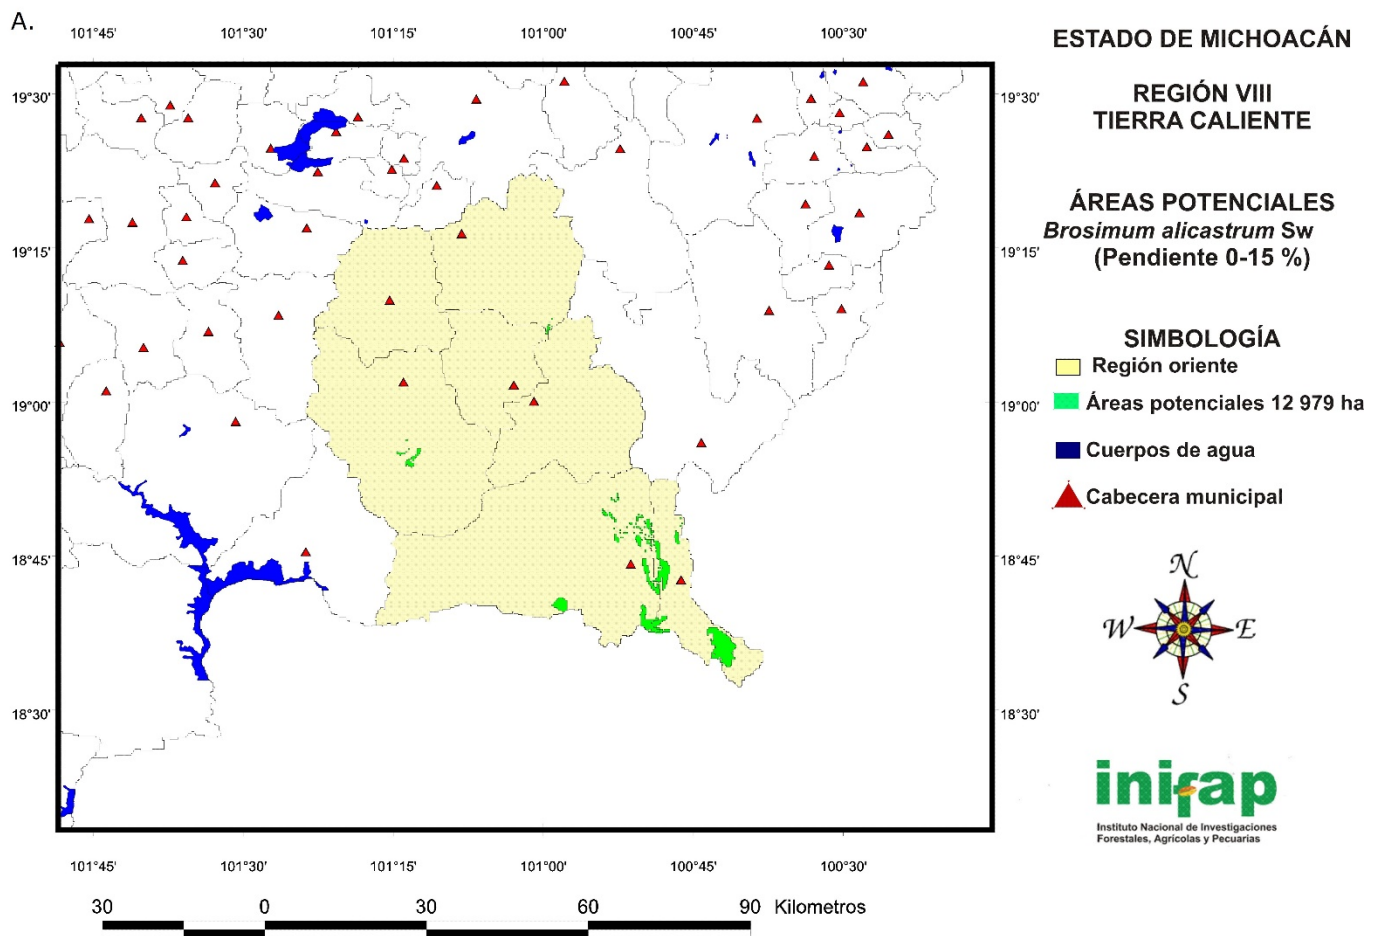 A.
101°45' 101°30' 101°15' 101°00' 100°45' 100°30'
19°30' 19°30'
19°15' 19°15'
19°00' 19°00'
18°45' 18°45'
18°30' 18°30'
101°45' 101°30' 101°15' 101°00' 100°45' 100°30'
30 0 30 60 90 Kilometros
ESTADO DE MICHOACÁN
REGIÓN VIII
TIERRA CALIENTE
ÁREAS POTENCIALES
Brosimum alicastrum Sw
(Pendiente 0-15 %)
SIMBOLOGÍA
Región oriente
Áreas potenciales 12 979 ha
Cuerpos de agua
Cabecera municipal
N
W E
S
inifap
Instituto Nacional de Investigaciones
Forestales, Agrícolas y Pecuarias